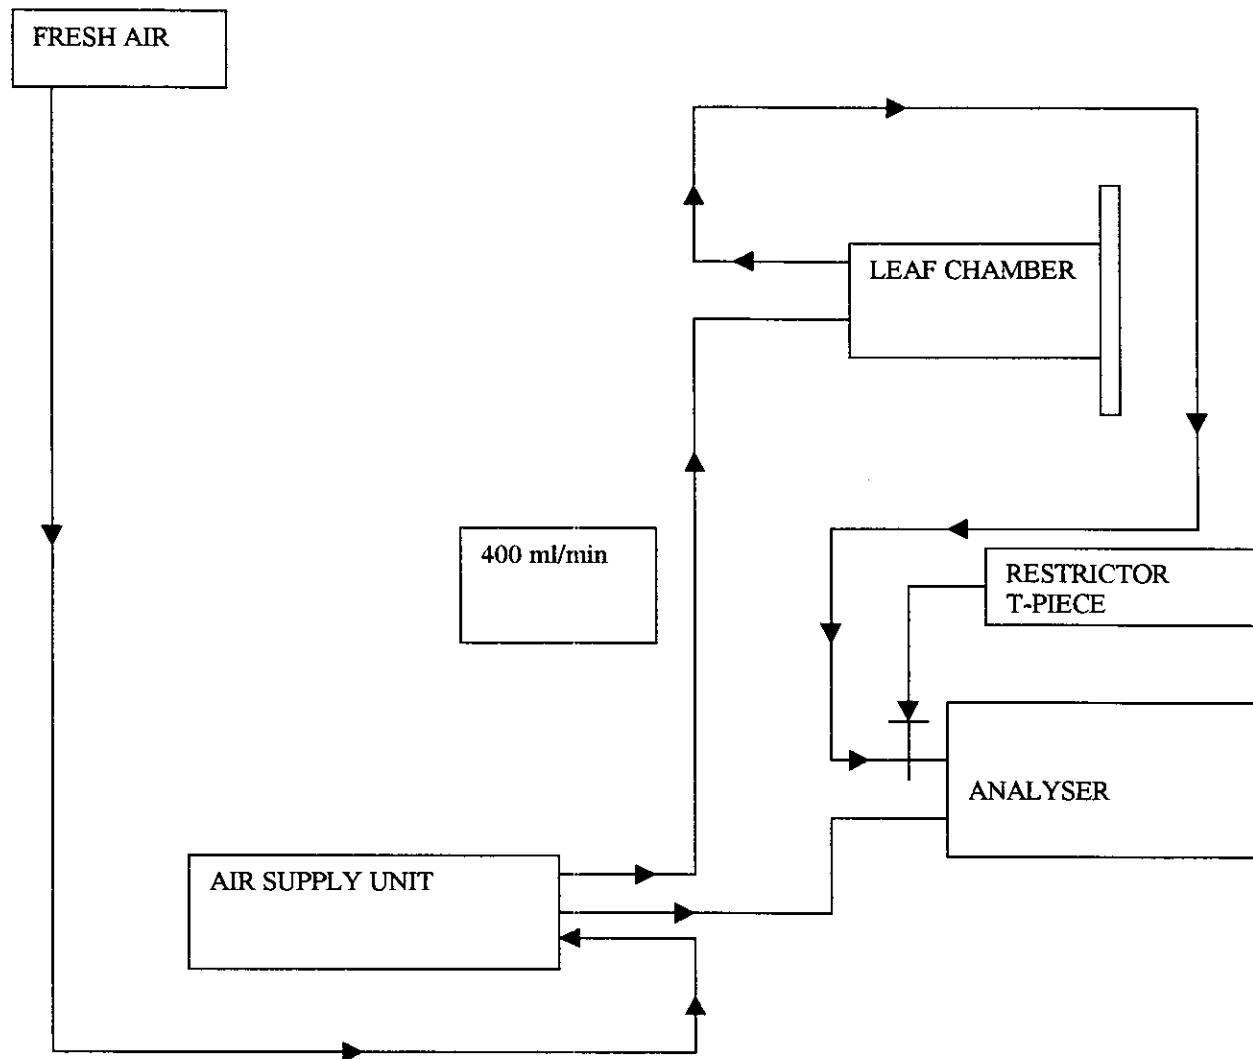 FRESH AIR
LEAF CHAMBER
400 ml/min
RESTRICTOR
T-PIECE
ANALYSER
AIR SUPPLY UNIT